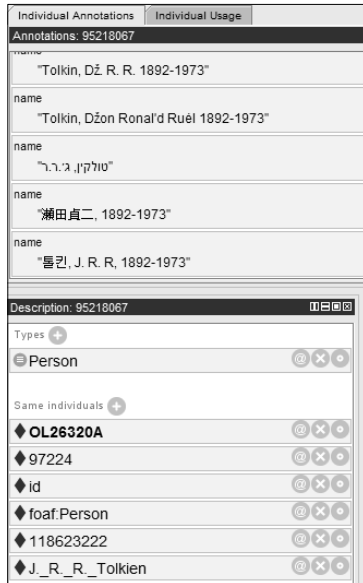 Individual Annotations Individual Usage
Annotations: 95218067
name
"Tolkin, Dž. R. R. 1892-1973"
name
"Tolkin, Džon Ronal'd Ruèl 1892-1973"
name
"טולקין, ג'.ר.ר"
name
"瀬田貞二, 1892-1973"
name
"톨킨, J. R. R, 1892-1973"
Description: 95218067
Types
Person
Same individuals
OL26320A
97224
id
foaf:Person
118623222
J._R._R._Tolkien